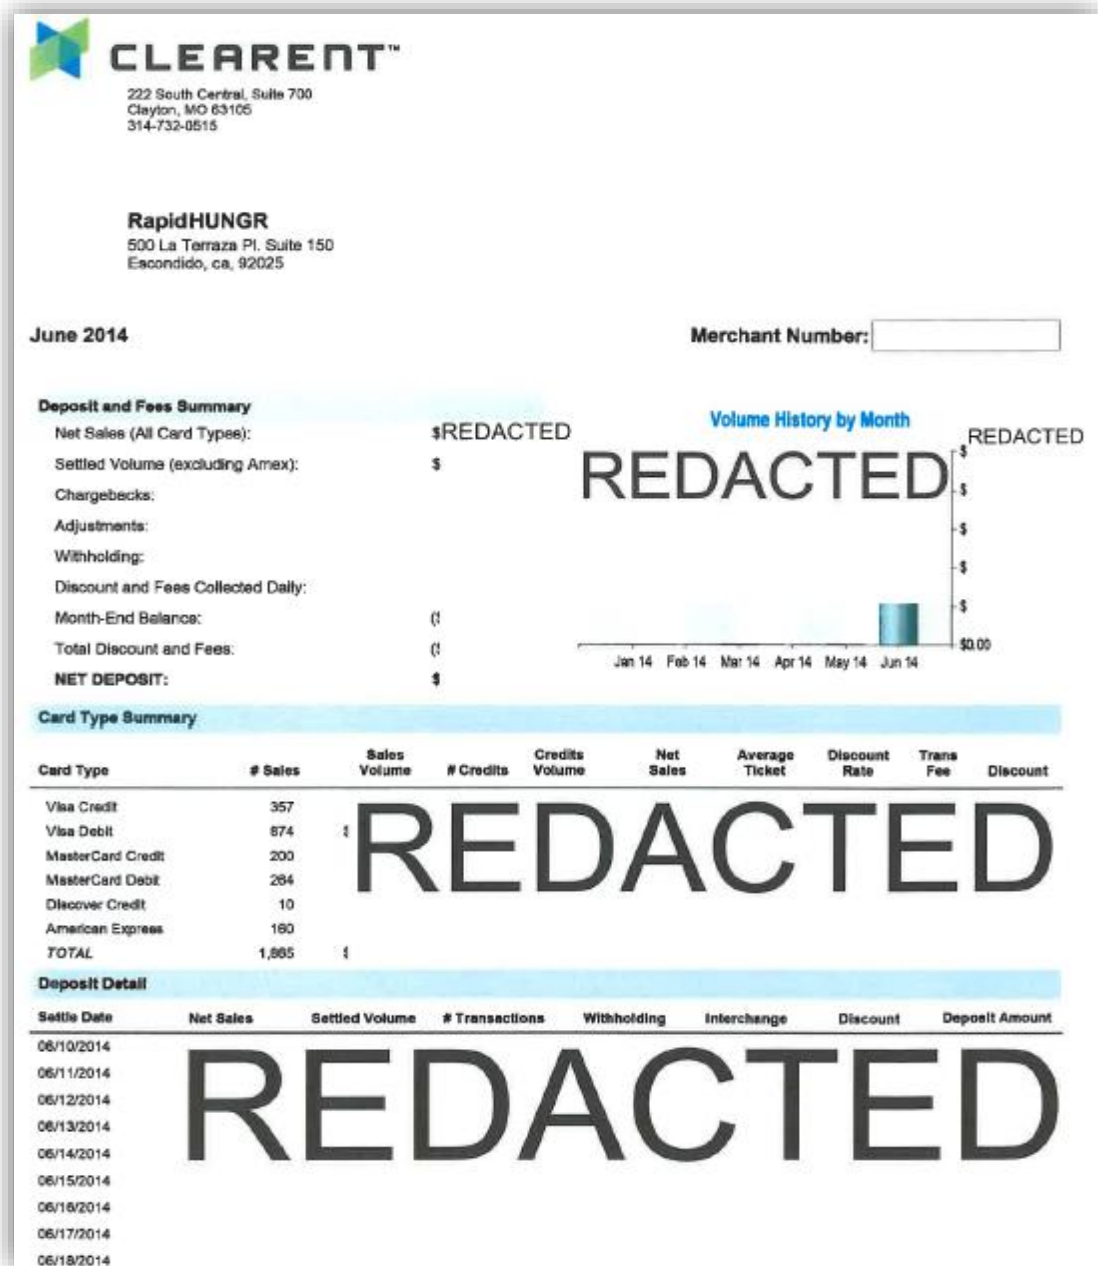 CLEARENT™
222 South Central, Suite 700
Clayton, MO 63105
314-732-0515
RapidHUNGR
500 La Terraza Pl. Suite 150
Escondido, ca, 92025
June 2014 Merchant Number:
Deposit and Fees Summary
Net Sales (All Card Types): $REDACTED
Settled Volume (excluding Amex): $
Chargebacks:
Adjustments:
Withholding:
Discount and Fees Collected Daily:
Month-End Balance: ($
Total Discount and Fees: ($
NET DEPOSIT: $
Volume History by Month
REDACTED
REDACTED
$
$
$
$
$
$0.00
Jan 14 Feb 14 Mar 14 Apr 14 May 14 Jun 14
Card Type Summary
Card Type # Sales Sales Volume # Credits Credits Volume Net Sales Average Ticket Discount Rate Trans Fee Discount
Visa Credit 357
Visa Debit 874 $
MasterCard Credit 200
MasterCard Debit 264
Discover Credit 10
American Express 160
TOTAL 1,865 $
REDACTED
Deposit Detail
Settle Date Net Sales Settled Volume # Transactions Withholding Interchange Discount Deposit Amount
06/10/2014
06/11/2014
06/12/2014
06/13/2014
06/14/2014
06/15/2014
06/16/2014
06/17/2014
06/18/2014
REDACTED